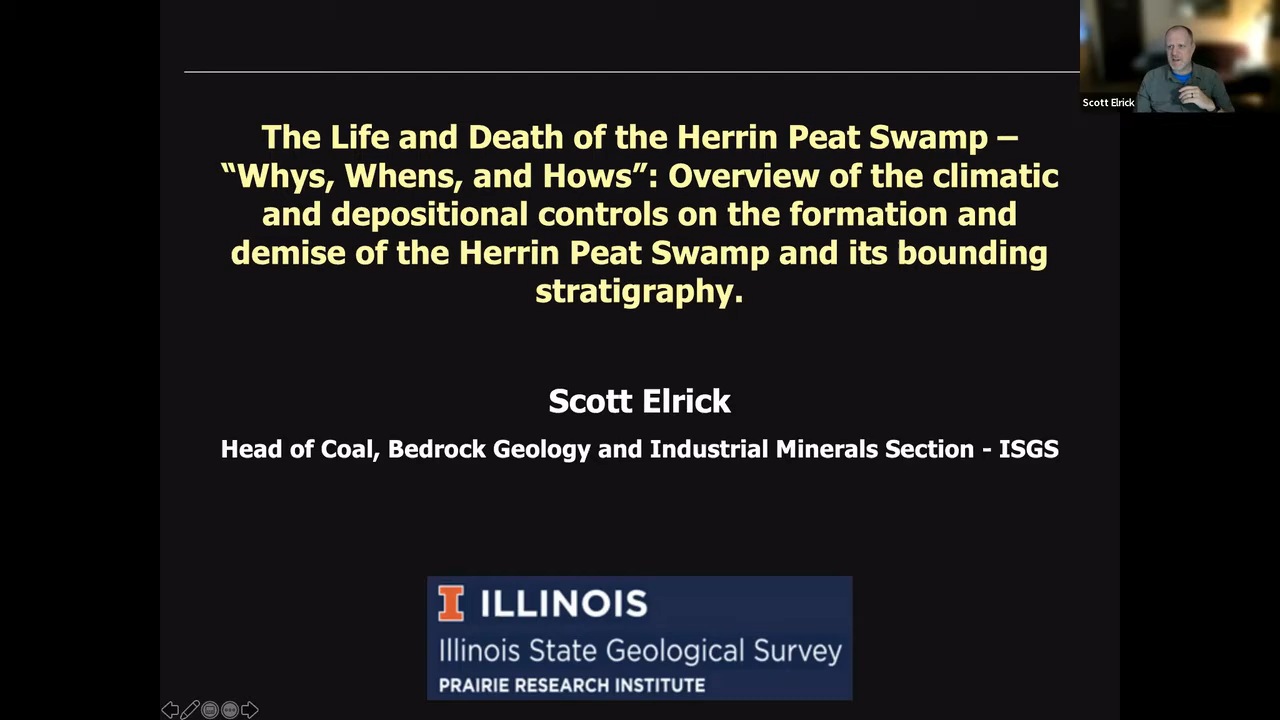 The Life and Death of the Herrin Peat Swamp –
“Whys, Whens, and Hows”: Overview of the climatic
and depositional controls on the formation and
demise of the Herrin Peat Swamp and its bounding
stratigraphy.
Scott Elrick
Head of Coal, Bedrock Geology and Industrial Minerals Section - ISGS
I ILLINOIS
Illinois State Geological Survey
PRAIRIE RESEARCH INSTITUTE
Scott Elrick